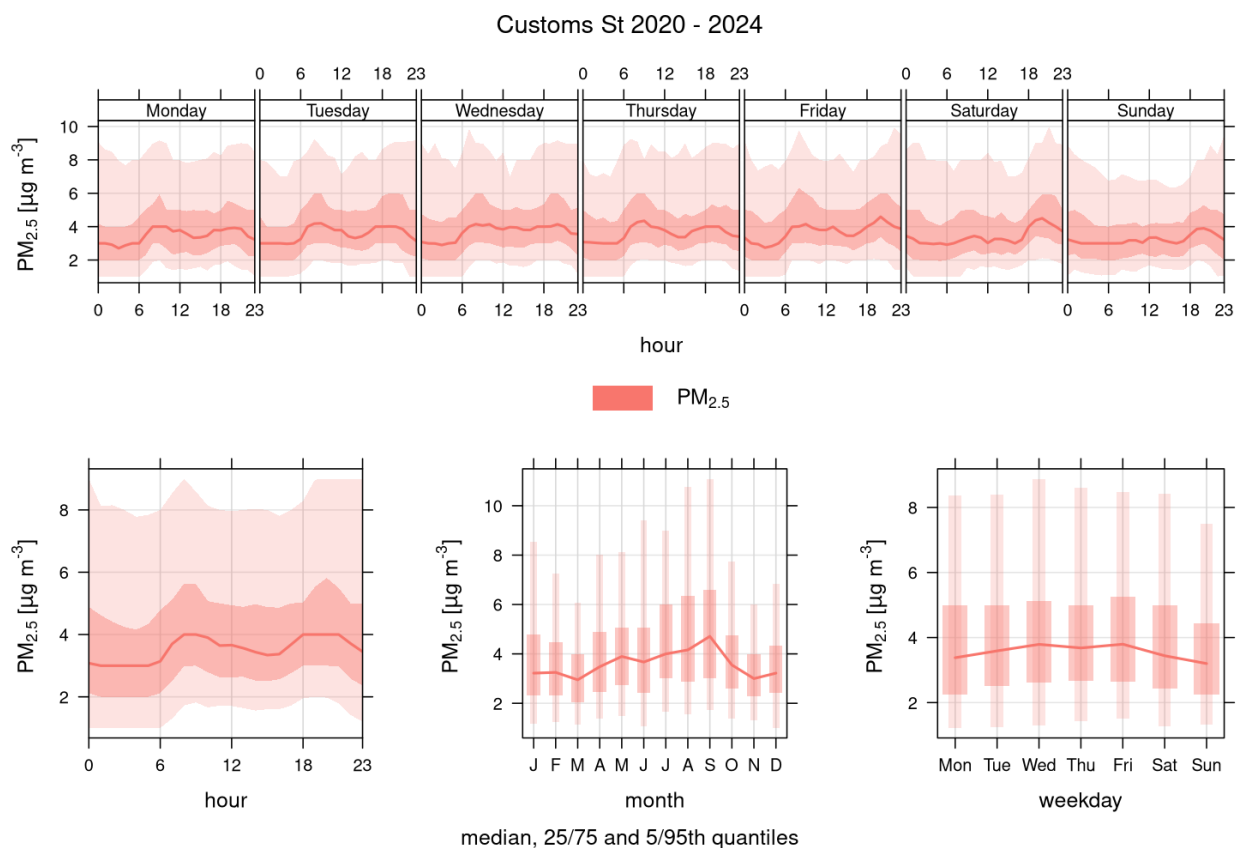 Customs St 2020 - 2024
0 6 12 18 23 0 6 12 18 23 0 6 12 18 23
Monday Tuesday Wednesday Thursday Friday Saturday Sunday
PM2.5 [µg m-3]
10
8
6
4
2
0 6 12 18 23 0 6 12 18 23 0 6 12 18 23 0 6 12 18 23
hour
PM2.5
PM2.5 [µg m-3]
8
6
4
2
0 6 12 18 23
hour
PM2.5 [µg m-3]
10
8
6
4
2
J F M A M J J A S O N D
month
PM2.5 [µg m-3]
8
6
4
2
Mon Tue Wed Thu Fri Sat Sun
weekday
median, 25/75 and 5/95th quantiles